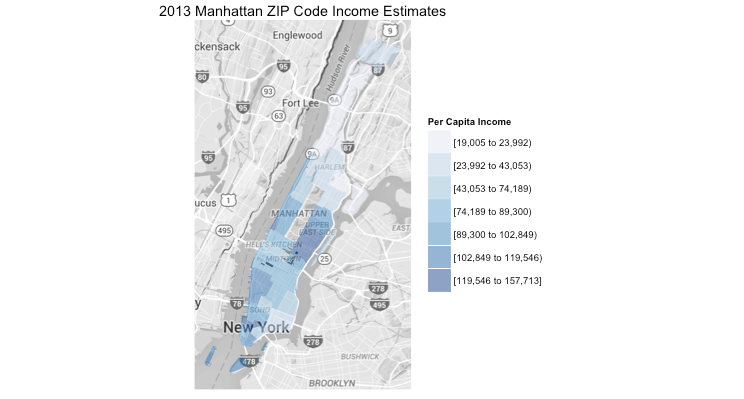 2013 Manhattan ZIP Code Income Estimates
9
Englewood
ckensack
Hudson River
95
87
80
93
9A
95
Fort Lee
63
87
9A
95
HARLEM
ucus
1
MANHATTAN
UPPER
EAST SIDE
495
EAST
HELL'S KITCHEN
MIDTOWN
25
278
495
y
78
SOHO
New York
278
478
BUSHWICK
BROOKLYN
Per Capita Income
[19,005 to 23,992)
[23,992 to 43,053)
[43,053 to 74,189)
[74,189 to 89,300)
[89,300 to 102,849)
[102,849 to 119,546)
[119,546 to 157,713]